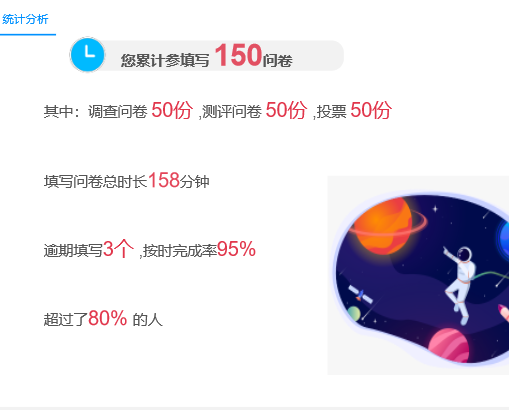 统计分析
您累计参填写 150问卷
其中：调查问卷 50份 ,测评问卷 50份 ,投票 50份
填写问卷总时长158分钟
逾期填写3个 ,按时完成率95%
超过了80% 的人